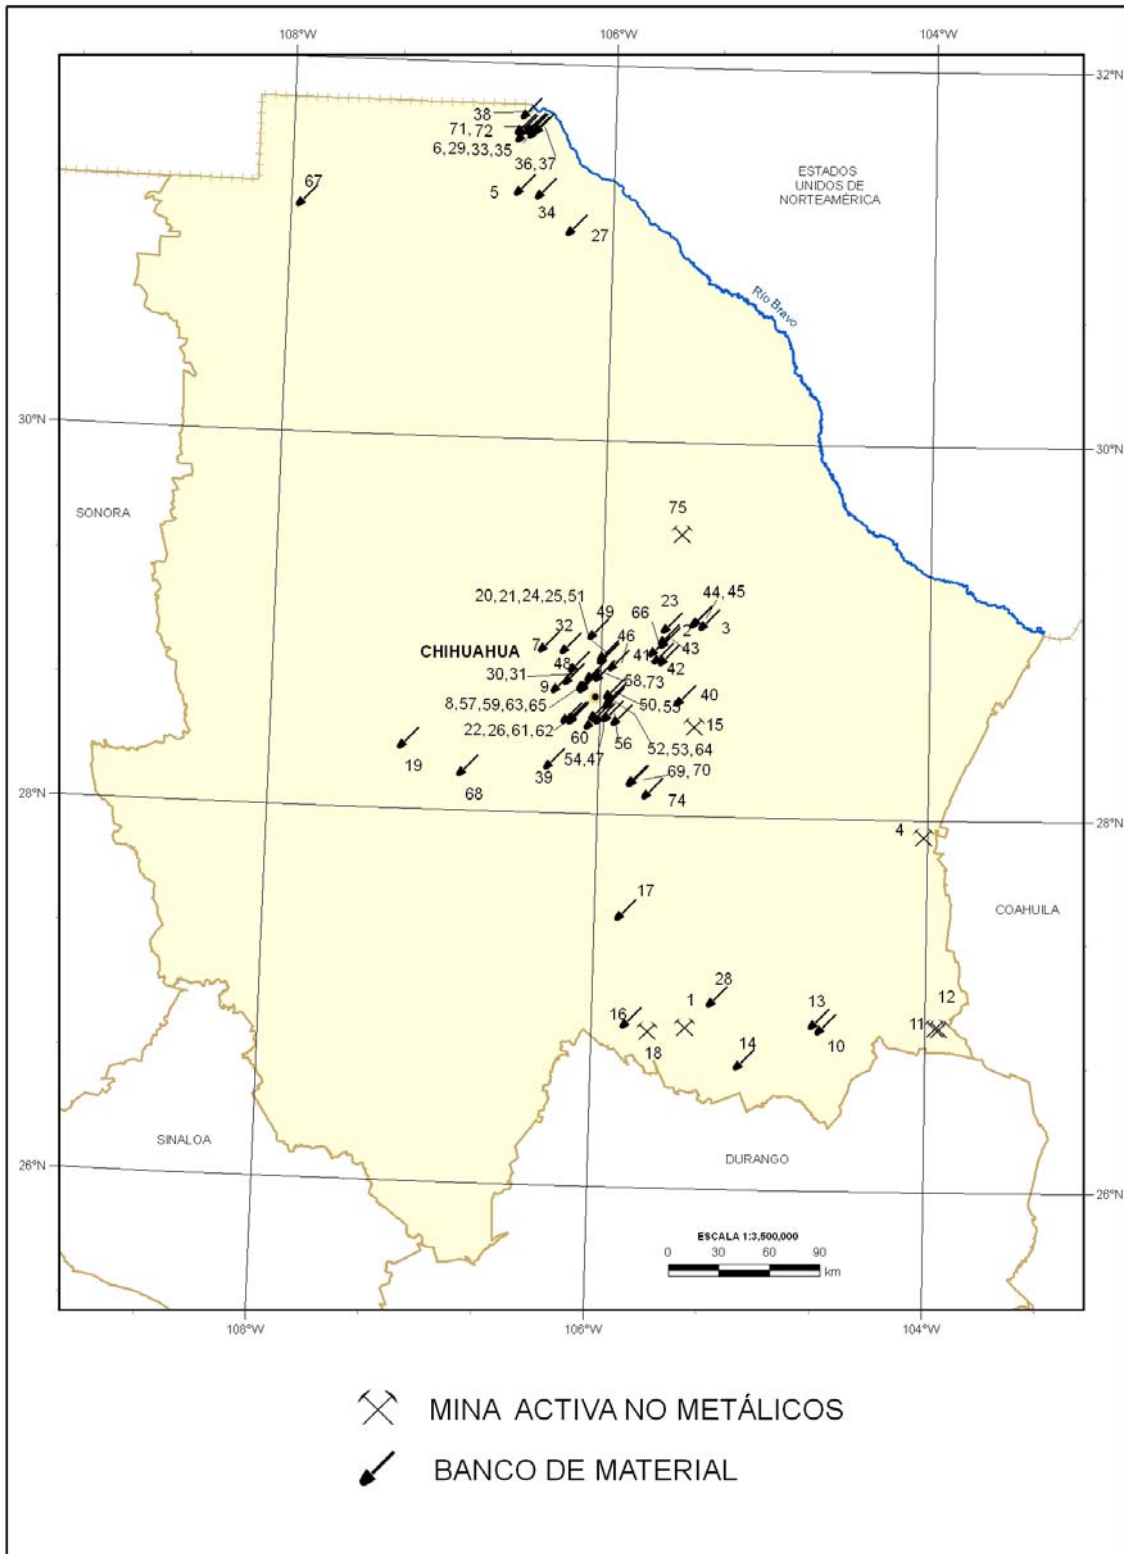 108°W
106°W
104°W
32°N
38
71, 72
6, 29, 33, 35
36, 37
ESTADOS
UNIDOS DE
NORTEAMÉRICA
67
5
34
27
Río Bravo
30°N
30°N
75
SONORA
20, 21, 24, 25, 51
49
66
23
44, 45
32
2
3
7
46
CHIHUAHUA
41
43
48
42
30, 31
9
58, 73
40
8, 57, 59, 63, 65
50, 55
15
22, 26, 61, 62
60
56
52, 53, 64
54, 47
19
39
69, 70
68
74
28°N
28°N
4
17
COAHUILA
28
1
13
12
16
11
18
14
10
SINALOA
DURANGO
26°N
26°N
ESCALA 1:3,500,000
0 30 60 90
km
108°W
106°W
104°W
MINA ACTIVA NO METÁLICOS
BANCO DE MATERIAL